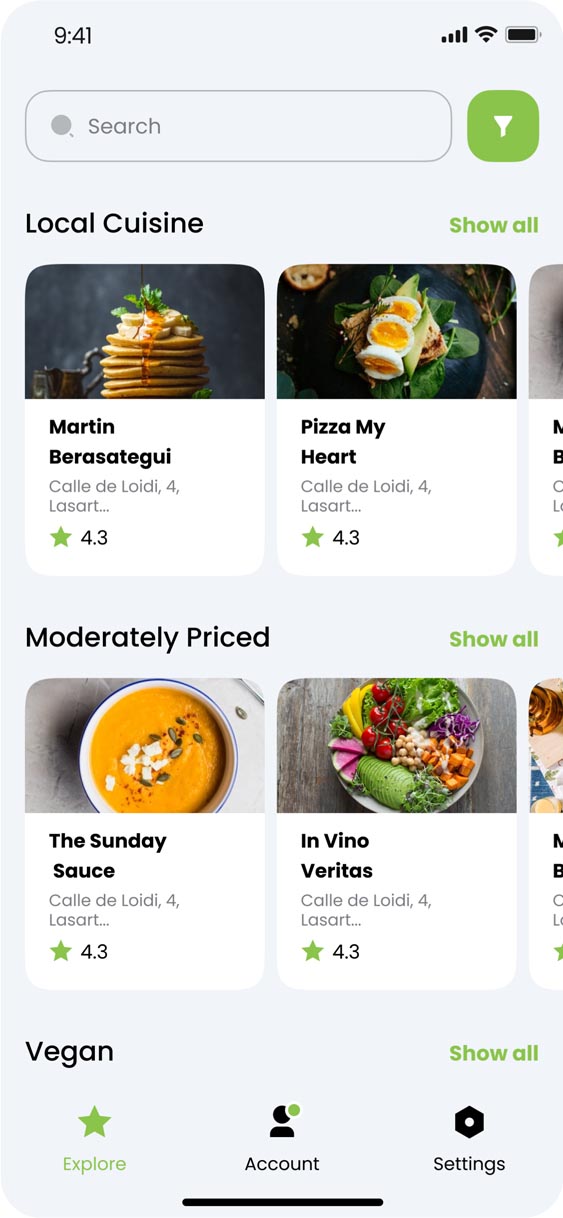 9:41
Search
Local Cuisine
Show all
Martin
Berasategui
Calle de Loidi, 4,
Lasart...
4.3
Pizza My
Heart
Calle de Loidi, 4,
Lasart...
4.3
Moderately Priced
Show all
The Sunday
Sauce
Calle de Loidi, 4,
Lasart...
4.3
In Vino
Veritas
Calle de Loidi, 4,
Lasart...
4.3
Vegan
Show all
Explore
Account
Settings